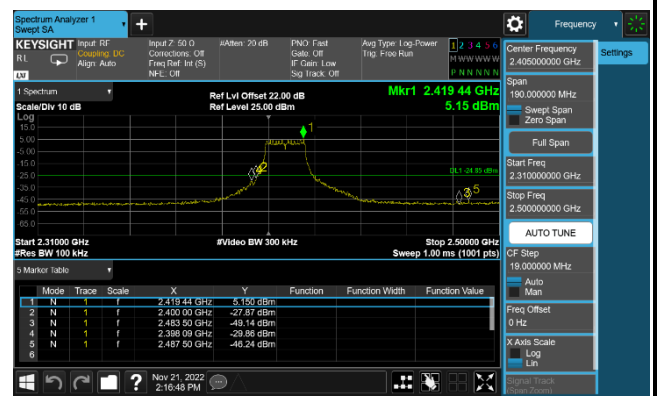 Spectrum Analyzer 1
Swept SA
+
Frequency
KEYSIGHT Input: RF Input Z: 50 Ω #Atten: 20 dB PNO: Fast Avg Type: Log-Power 1 2 3 4 5 6
RL Coupling: DC Corrections: Off Gate: Off Trig: Free Run M W W W W W
Align: Auto Freq Ref: Int (S) IF Gain: Low P N N N N N
NFE: Off Sig Track: Off
LXI
1 Spectrum
Ref Lvl Offset 22.00 dB Mkr1 2.419 44 GHz
Scale/Div 10 dB Ref Level 25.00 dBm 5.15 dBm
Log
15.0
5.00
-5.00
-15.0
-25.0
-35.0
-45.0
-55.0
-65.0
1
4 2
3 5
DL1 -24.85 dBm
Start 2.31000 GHz #Video BW 300 kHz Stop 2.50000 GHz
#Res BW 100 kHz Sweep 1.00 ms (1001 pts)
5 Marker Table
Mode Trace Scale X Y Function Function Width Function Value
1 N 1 f 2.419 44 GHz 5.150 dBm
2 N 1 f 2.400 00 GHz -27.87 dBm
3 N 1 f 2.483 50 GHz -49.14 dBm
4 N 1 f 2.398 09 GHz -29.86 dBm
5 N 1 f 2.487 50 GHz -46.24 dBm
6
Nov 21, 2022
2:16:48 PM
?
Center Frequency
2.405000000 GHz
Settings
Span
190.000000 MHz
Swept Span
Zero Span
Full Span
Start Freq
2.310000000 GHz
Stop Freq
2.500000000 GHz
AUTO TUNE
CF Step
19.000000 MHz
Auto
Man
Freq Offset
0 Hz
X Axis Scale
Log
Lin
Signal Track
(Span Zoom)